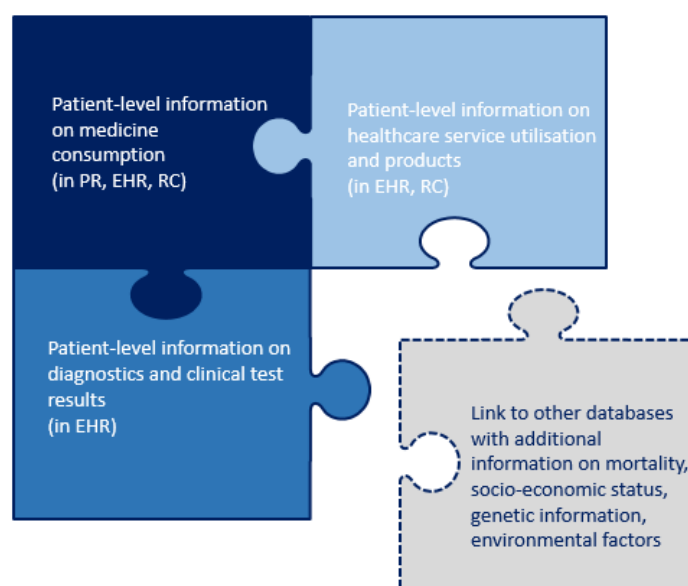 Patient-level information
on medicine
consumption
(in PR, EHR, RC)
Patient-level information on
healthcare service utilisation
and products
(in EHR, RC)
Patient-level information on
diagnostics and clinical test
results
(in EHR)
Link to other databases
with additional
information on mortality,
socio-economic status,
genetic information,
environmental factors